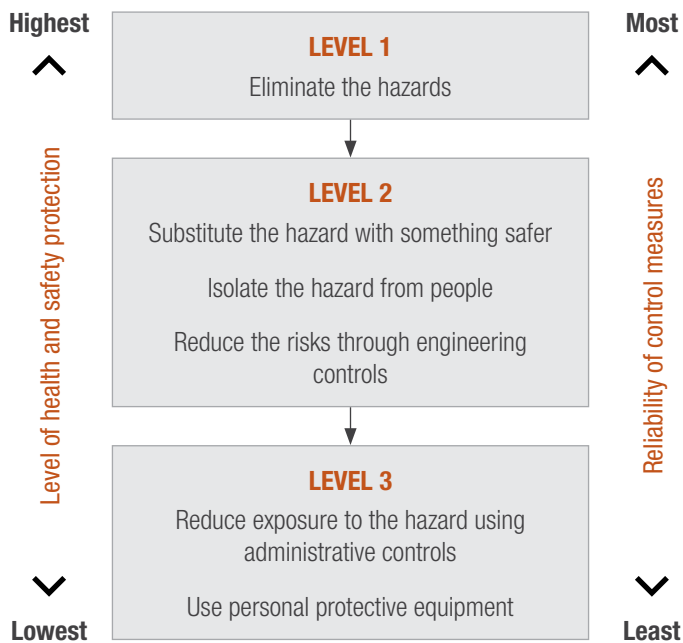 Highest
Most
LEVEL 1
Eliminate the hazards
Level of health and safety protection
Reliability of control measures
LEVEL 2
Substitute the hazard with something safer
Isolate the hazard from people
Reduce the risks through engineering
controls
LEVEL 3
Reduce exposure to the hazard using
administrative controls
Use personal protective equipment
Lowest
Least